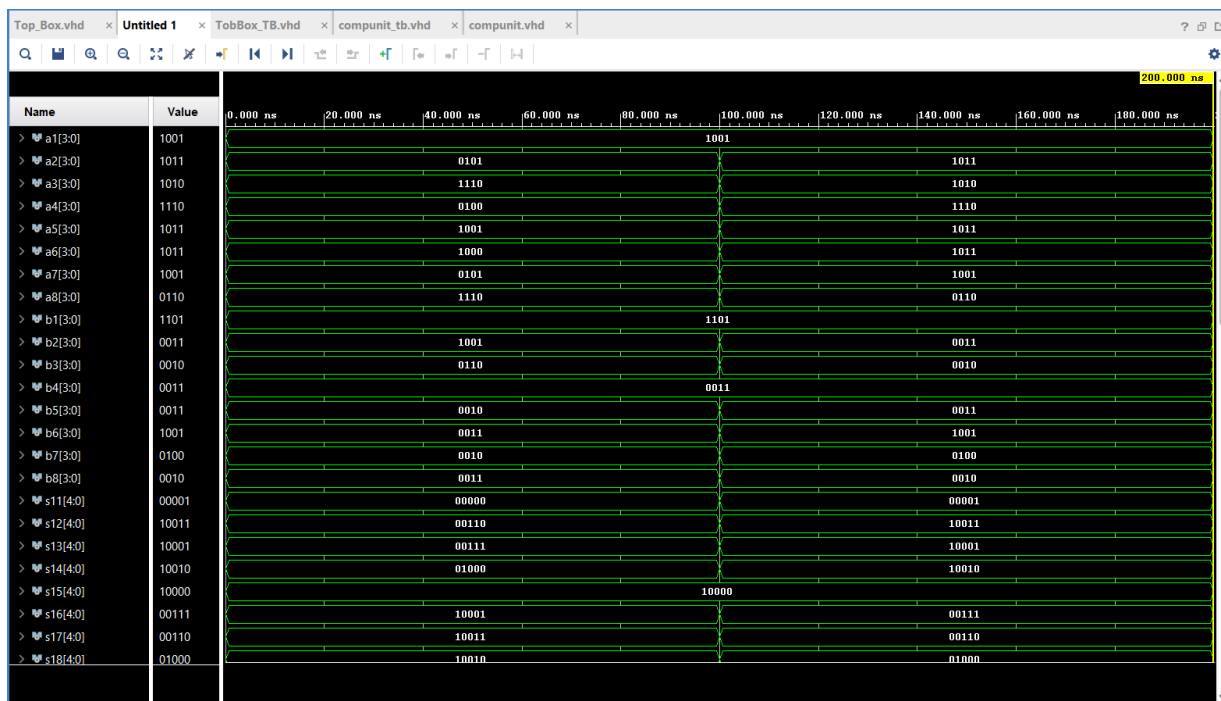 Top_Box.vhd × Untitled 1 × TobBox_TB.vhd × compunit_tb.vhd × compunit.vhd ×
200.000 ns
Name Value 0.000 ns 20.000 ns 40.000 ns 60.000 ns 80.000 ns 100.000 ns 120.000 ns 140.000 ns 160.000 ns 180.000 ns
a1[3:0] 1001 1001
a2[3:0] 1011 0101 1011
a3[3:0] 1010 1110 1010
a4[3:0] 1110 0100 1110
a5[3:0] 1011 1001 1011
a6[3:0] 1011 1000 1011
a7[3:0] 1001 0101 1001
a8[3:0] 0110 1110 0110
b1[3:0] 1101 1101
b2[3:0] 0011 1001 0011
b3[3:0] 0010 0110 0010
b4[3:0] 0011 0011
b5[3:0] 0011 0010 0011
b6[3:0] 1001 0011 1001
b7[3:0] 0100 0010 0100
b8[3:0] 0010 0011 0010
s11[4:0] 00001 00000 00001
s12[4:0] 10011 00110 10011
s13[4:0] 10001 00111 10001
s14[4:0] 10010 01000 10010
s15[4:0] 10000 10000
s16[4:0] 00111 10001 00111
s17[4:0] 00110 10011 00110
s18[4:0] 01000 10010 01000